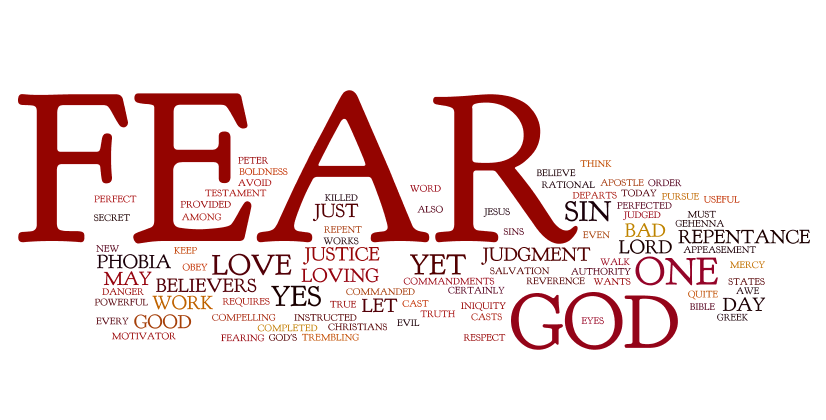 FEAR
PETER
BOLDNESS
AVOID
TESTAMENT
PERFECT
PROVIDED
SECRET
AMONG
KILLED
JUST
REPENT
WORKS
WORD
ALSO
JESUS
SINS
THINK
BELIEVE
RATIONAL
APOSTLE
ORDER
DEPARTS
TODAY
PURSUE
USEFUL
SIN
PERFECTED
JUDGED
MUST
GEHENNA
EVEN
BAD
LORD
REPENTANCE
APPEASEMENT
NEW
KEEP
PHOBIA
OBEY
LOVE
JUSTICE
LOVING
YET
JUDGMENT
SALVATION
WALK
AUTHORITY
ONE
MERCY
MAY
BELIEVERS
COMMANDMENTS
REVERENCE
WANTS
STATES
DANGER
POWERFUL
WORK
REQUIRES
YES
COMMANDED
TRUE
LET
CAST
CERTAINLY
INIQUITY
TRUTH
CASTS
GOD
EYES
QUITE
AWE
BIBLE
DAY
GREEK
EVERY
GOOD
COMPELLING
INSTRUCTED
COMPLETED
CHRISTIANS
EVIL
MOTIVATOR
FEARING
GOD'S
TREMBLING
RESPECT